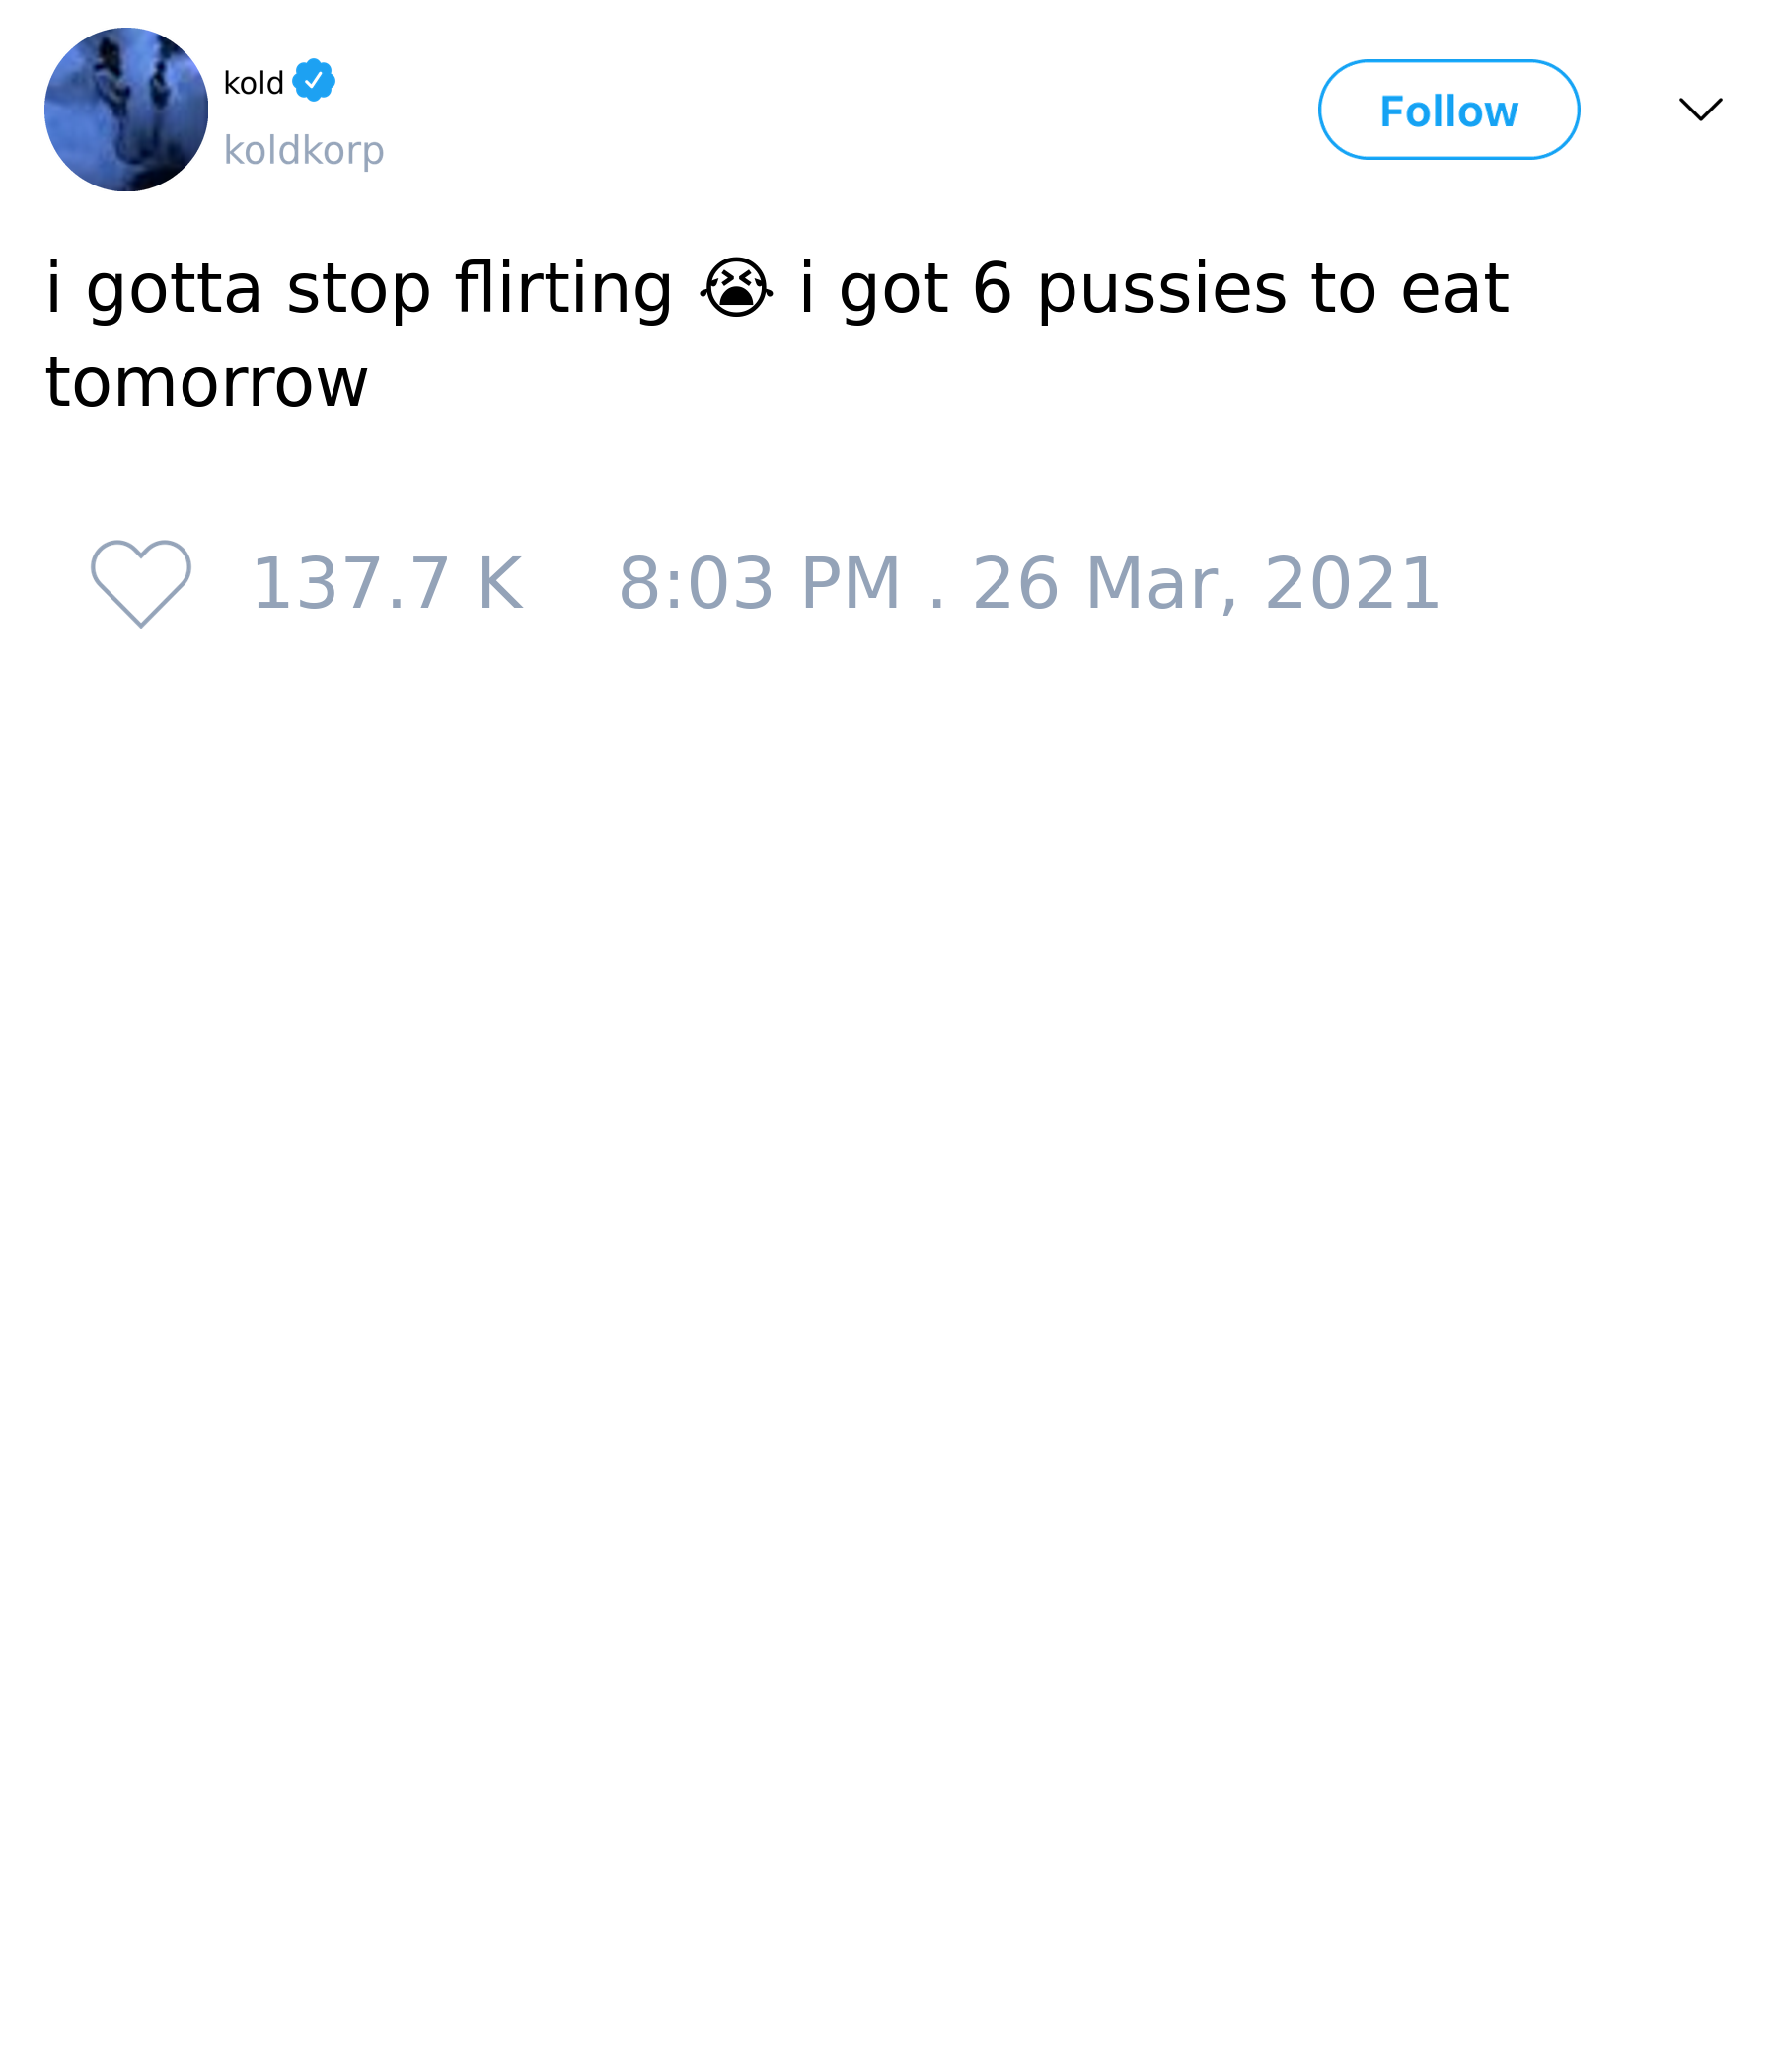 kold
koldkorp
Follow
i gotta stop flirting 😭 i got 6 pussies to eat
tomorrow
137.7 K 8:03 PM . 26 Mar, 2021